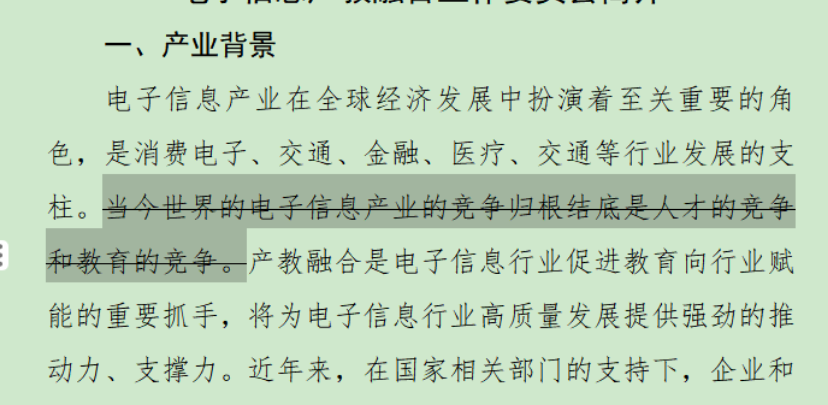 一、产业背景
电子信息产业在全球经济发展中扮演着至关重要的角
色，是消费电子、交通、金融、医疗、交通等行业发展的支
柱。当今世界的电子信息产业的竞争归根结底是人才的竞争
和教育的竞争。产教融合是电子信息行业促进教育向行业赋
能的重要抓手，将为电子信息行业高质量发展提供强劲的推
动力、支撑力。近年来，在国家相关部门的支持下，企业和